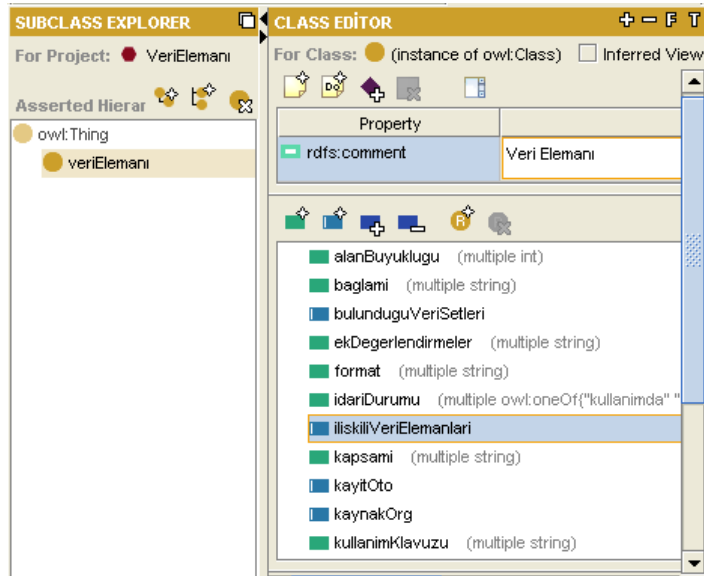 SUBCLASS EXPLORER
For Project: VeriElemanı
Asserted Hierar
owl:Thing
veriElemanı
CLASS EDİTOR
F T
For Class: (instance of owl:Class) Inferred View
Property
rdfs:comment Veri Elemanı
R
alanBuyuklugu (multiple int)
baglami (multiple string)
bulunduguVeriSetleri
ekDegerlendirmeler (multiple string)
format (multiple string)
idariDurumu (multiple owl:oneOf{"kullanimda" "
iliskiliVeriElemanlari
kapsami (multiple string)
kayitOto
kaynakOrg
kullanimKlavuzu (multiple string)